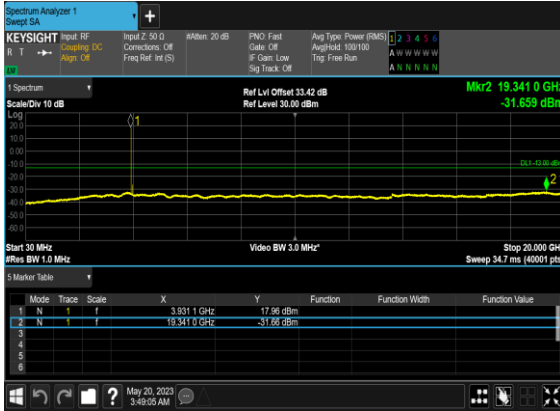 Spectrum Analyzer 1
Swept SA
+
KEYSIGHT Input: RF Input Z: 50 Ω #Atten: 20 dB PNO: Fast Avg Type: Power (RMS) 1 2 3 4 5 6
R T Coupling: DC Corrections: Off Gate: Off Avg|Hold: 100/100 A W W W W W
Align: Off Freq Ref: Int (S) IF Gain: Low Trig: Free Run
Sig Track: Off A N N N N N
1 Spectrum Ref Lvl Offset 33.42 dB Mkr2 19.341 0 GHz
Scale/Div 10 dB Ref Level 30.00 dBm -31.659 dBm
Log
20.0 1
10.0
0.00
-10.0 DL1 -13.00 dBm
-20.0 2
-30.0
-40.0
-50.0
-60.0
Start 30 MHz Video BW 3.0 MHz* Stop 20.000 GHz
#Res BW 1.0 MHz Sweep 34.7 ms (40001 pts)
5 Marker Table
Mode Trace Scale X Y Function Function Width Function Value
1 N 1 f 3.931 1 GHz 17.96 dBm
2 N 1 f 19.341 0 GHz -31.66 dBm
3
4
5
6
? May 20, 2023
3:49:05 AM